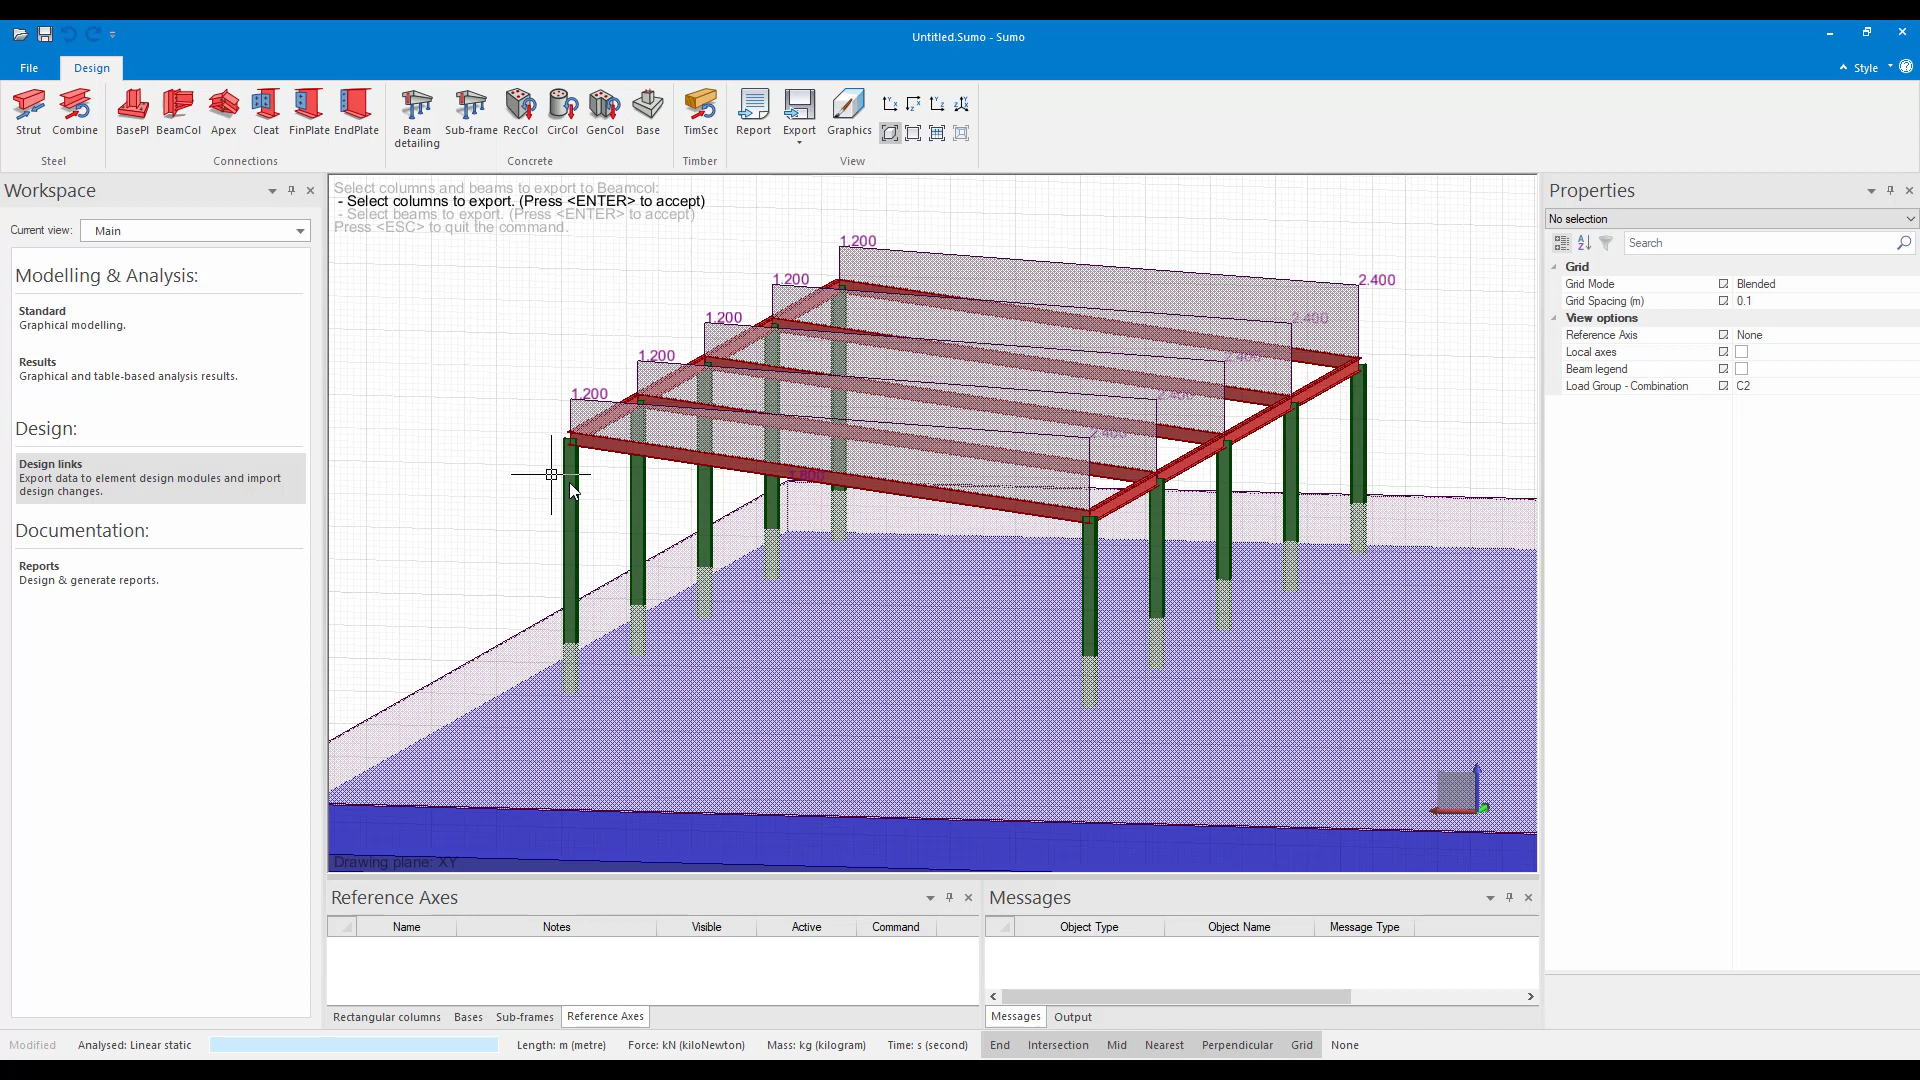 Untitled.Sumo - Sumo
File
Design
Style
Strut
Combine
BasePl
BeamCol
Apex
Cleat
FinPlate
EndPlate
Beam detailing
Sub-frame
RecCol
CirCol
GenCol
Base
TimSec
Report
Export
Graphics
Steel
Connections
Concrete
Timber
View
Workspace
Current view:
Main
Modelling & Analysis:
Standard
Graphical modelling.
Results
Graphical and table-based analysis results.
Design:
Design links
Export data to element design modules and import
design changes.
Documentation:
Reports
Design & generate reports.
Select columns and beams to export to Beamcol:
- Select columns to export. (Press <ENTER> to accept)
- Select beams to export. (Press <ENTER> to accept)
Press <ESC> to quit the command.
1.200
1.200
2.400
1.200
2.400
1.200
2.400
1.200
2.400
2.400
Drawing plane: XY
Properties
No selection
Search
Grid
Grid Mode
Blended
Grid Spacing (m)
0.1
View options
Reference Axis
None
Local axes
Beam legend
Load Group - Combination
C2
Reference Axes
Name
Notes
Visible
Active
Command
Rectangular columns
Bases
Sub-frames
Reference Axes
Messages
Object Type
Object Name
Message Type
Messages
Output
Modified
Analysed: Linear static
Length: m (metre)
Force: kN (kiloNewton)
Mass: kg (kilogram)
Time: s (second)
End
Intersection
Mid
Nearest
Perpendicular
Grid
None